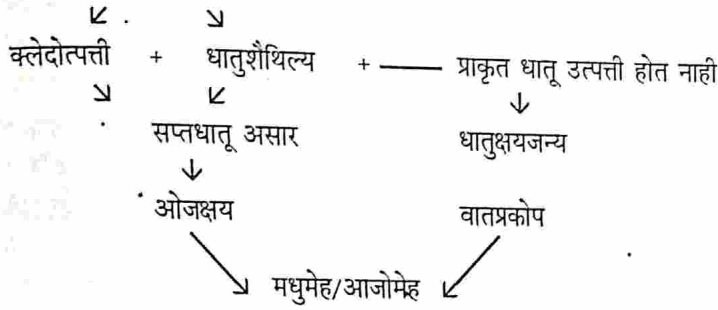 क्लेदोत्पत्ती + धातुशैथिल्य + प्राकृत धातू उत्पत्ती होत नाही
सप्तधातू असार धातुक्षयजन्य
ओजक्षय वातप्रकोप
मधुमेह/आजोमेह